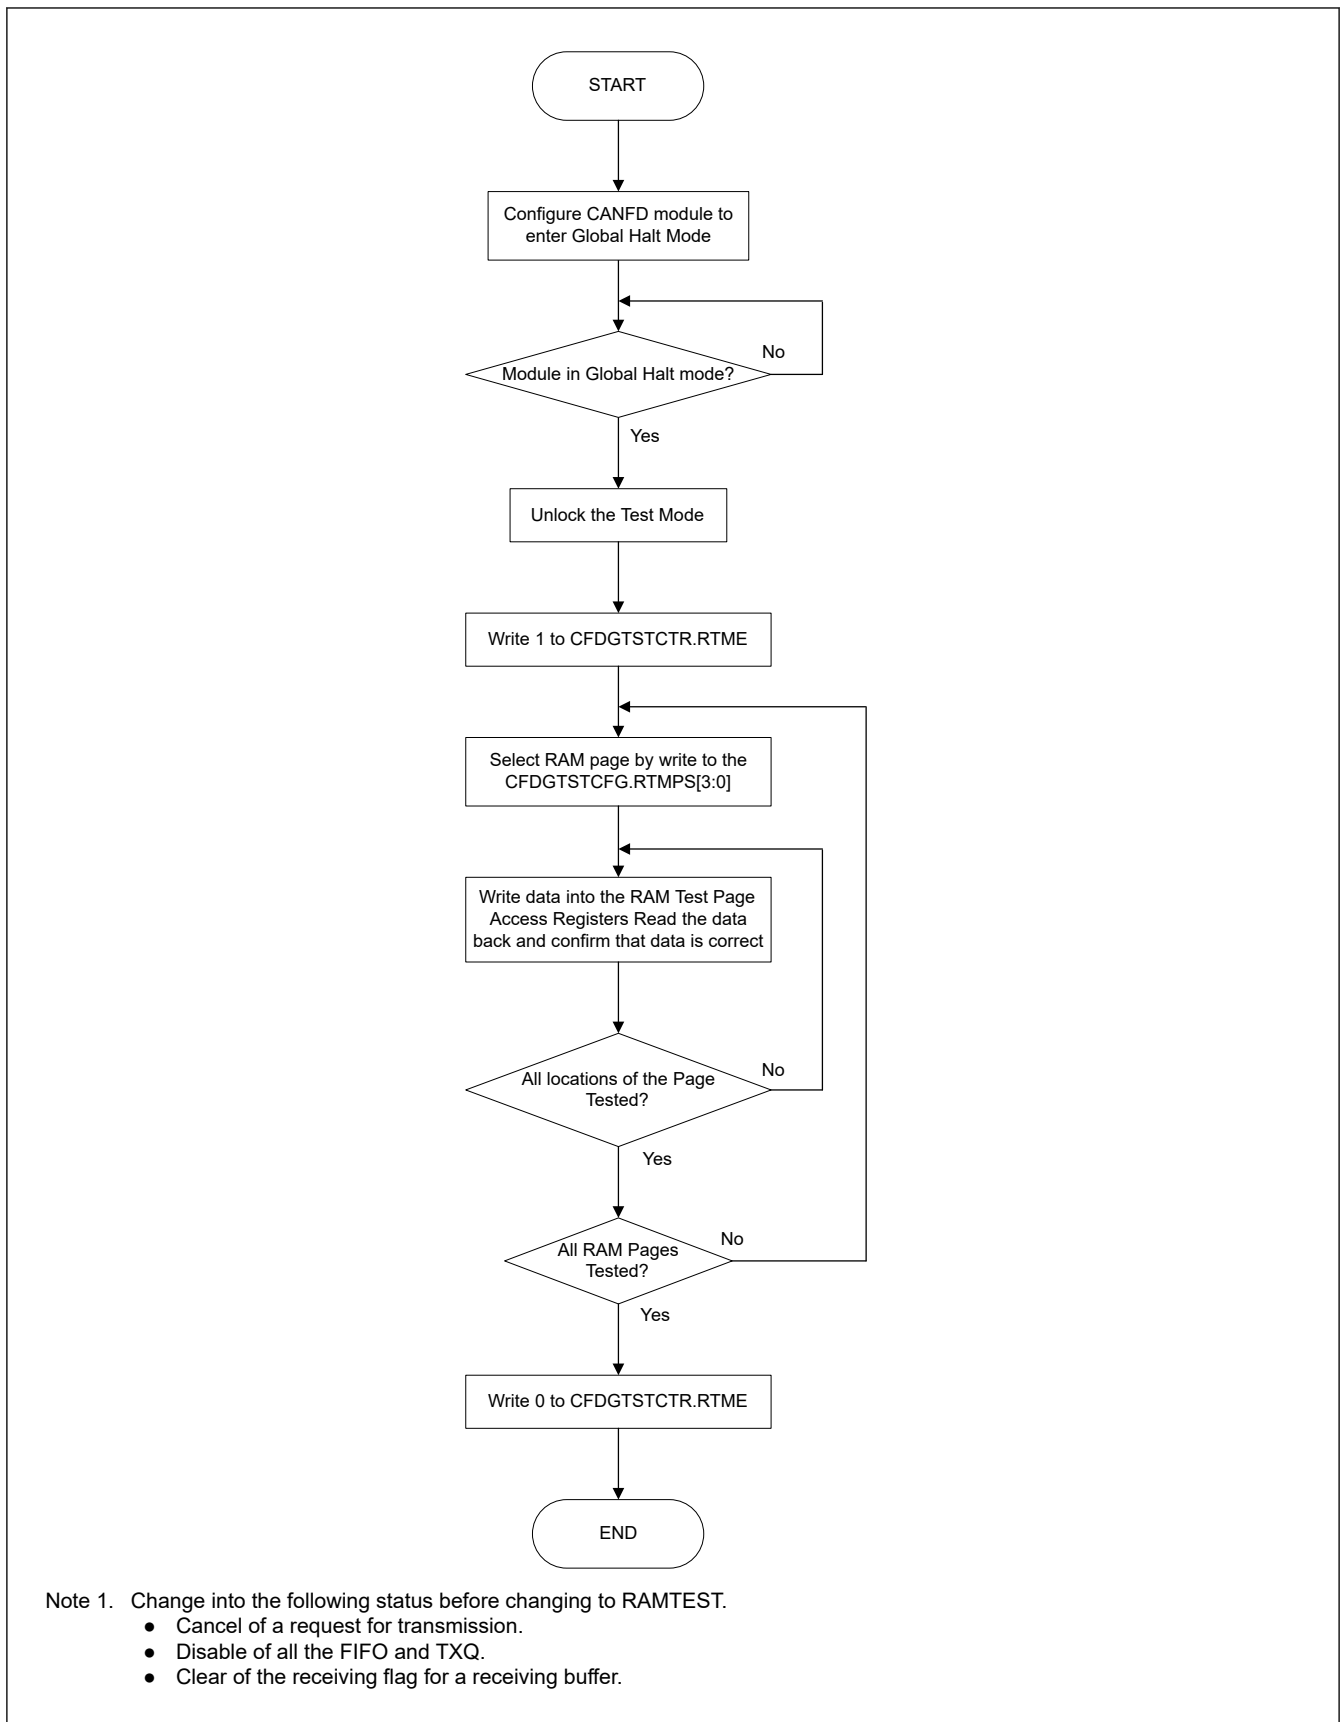 START
Configure CANFD module to
enter Global Halt Mode
No
Module in Global Halt mode?
Yes
Unlock the Test Mode
Write 1 to CFDGTSTCTR.RTME
Select RAM page by write to the
CFDGTSTCFG.RTMPS[3:0]
Write data into the RAM Test Page
Access Registers Read the data
back and confirm that data is correct
No
All locations of the Page
Tested?
Yes
No
All RAM Pages
Tested?
Yes
Write 0 to CFDGTSTCTR.RTME
END
Note 1. Change into the following status before changing to RAMTEST.
● Cancel of a request for transmission.
● Disable of all the FIFO and TXQ.
● Clear of the receiving flag for a receiving buffer.